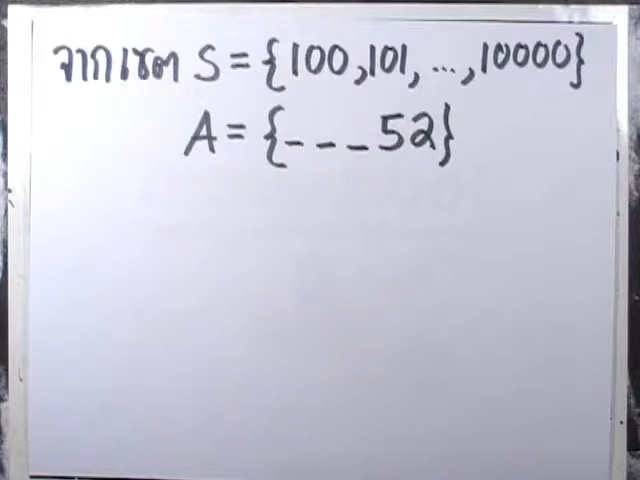 จากเซต S = {100,101, ..., 10000}
A = {- - - 52}